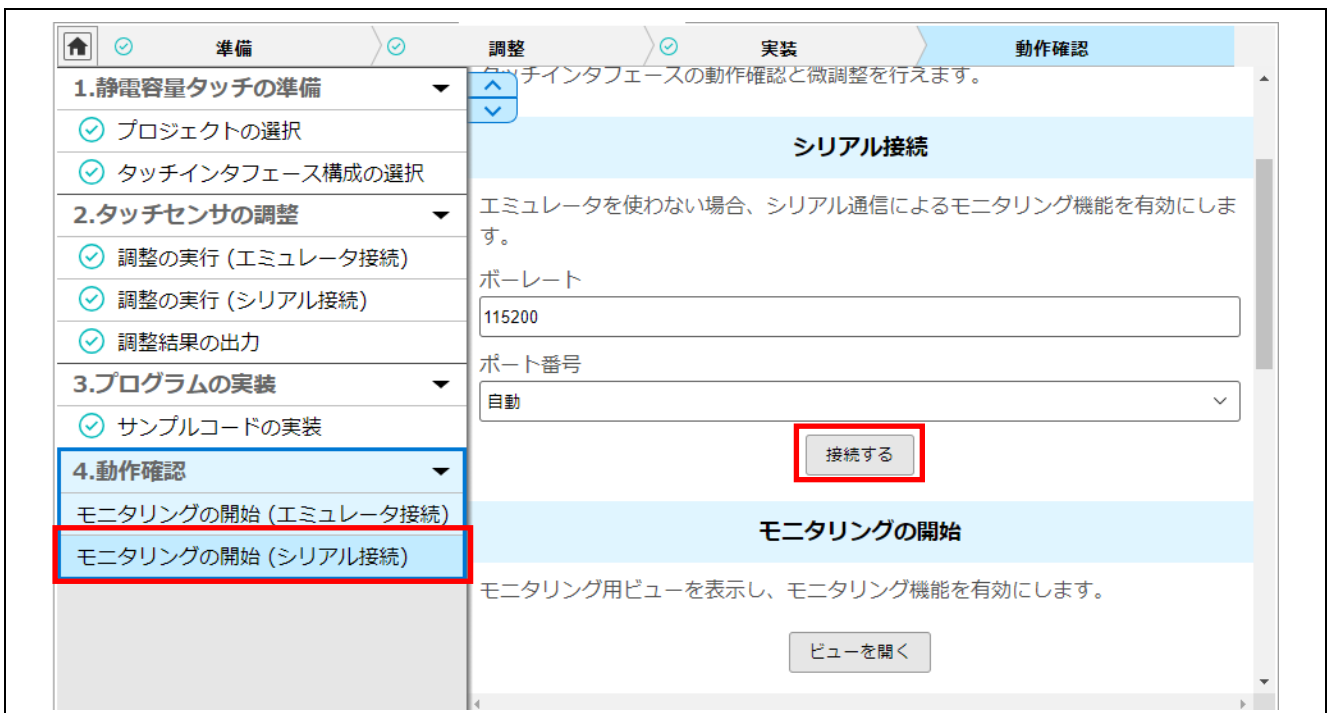 準備
調整
実装
動作確認
1.静電容量タッチの準備
プロジェクトの選択
タッチインタフェース構成の選択
2.タッチセンサの調整
調整の実行 (エミュレータ接続)
調整の実行 (シリアル接続)
調整結果の出力
3.プログラムの実装
サンプルコードの実装
4.動作確認
モニタリングの開始 (エミュレータ接続)
モニタリングの開始 (シリアル接続)
タッチインタフェースの動作確認と微調整を行えます。
シリアル接続
エミュレータを使わない場合、シリアル通信によるモニタリング機能を有効にしま
す。
ボーレート
115200
ポート番号
自動
接続する
モニタリングの開始
モニタリング用ビューを表示し、モニタリング機能を有効にします。
ビューを開く